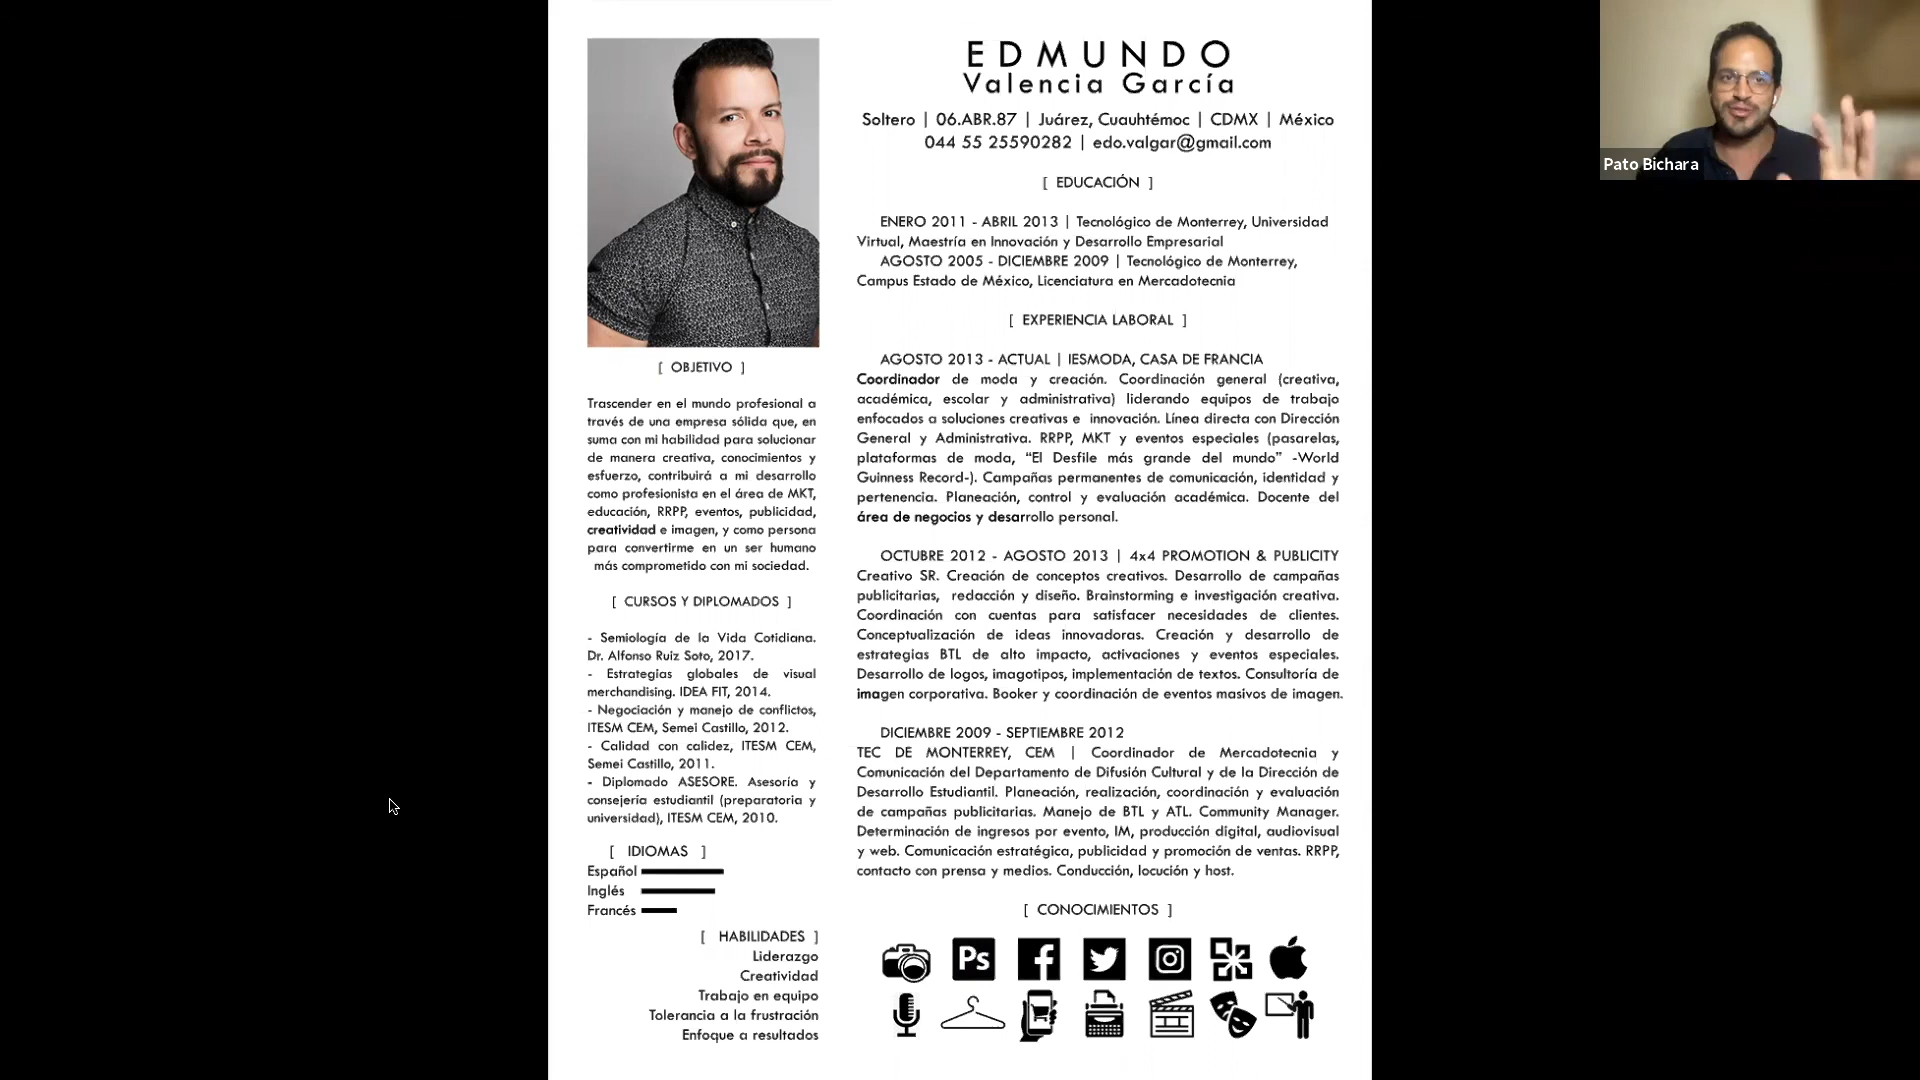 EDMUNDO
Valencia García
Soltero | 06.ABR.87 | Juárez, Cuauhtémoc | CDMX | México
044 55 25590282 | edo.valgar@gmail.com
[ EDUCACIÓN ]
ENERO 2011 - ABRIL 2013 | Tecnológico de Monterrey, Universidad
Virtual, Maestría en Innovación y Desarrollo Empresarial
AGOSTO 2005 - DICIEMBRE 2009 | Tecnológico de Monterrey,
Campus Estado de México, Licenciatura en Mercadotecnia
[ EXPERIENCIA LABORAL ]
AGOSTO 2013 - ACTUAL | IESMODA, CASA DE FRANCIA
Coordinador de moda y creación. Coordinación general (creativa,
académica, escolar y administrativa) liderando equipos de trabajo
enfocados a soluciones creativas e innovación. Línea directa con Dirección
General y Administrativa. RRPP, MKT y eventos especiales (pasarelas,
plataformas de moda, “El Desfile más grande del mundo” -World
Guinness Record-). Campañas permanentes de comunicación, identidad y
pertenencia. Planeación, control y evaluación académica. Docente del
área de negocios y desarrollo personal.
OCTUBRE 2012 - AGOSTO 2013 | 4x4 PROMOTION & PUBLICITY
Creativo SR. Creación de conceptos creativos. Desarrollo de campañas
publicitarias, redacción y diseño. Brainstorming e investigación creativa.
Coordinación con cuentas para satisfacer necesidades de clientes.
Conceptualización de ideas innovadoras. Creación y desarrollo de
estrategias BTL de alto impacto, activaciones y eventos especiales.
Desarrollo de logos, imagotipos, implementación de textos. Consultoría de
imagen corporativa. Booker y coordinación de eventos masivos de imagen.
DICIEMBRE 2009 - SEPTIEMBRE 2012
TEC DE MONTERREY, CEM | Coordinador de Mercadotecnia y
Comunicación del Departamento de Difusión Cultural y de la Dirección de
Desarrollo Estudiantil. Planeación, realización, coordinación y evaluación
de campañas publicitarias. Manejo de BTL y ATL. Community Manager.
Determinación de ingresos por evento, IM, producción digital, audiovisual
y web. Comunicación estratégica, publicidad y promoción de ventas. RRPP,
contacto con prensa y medios. Conducción, locución y host.
[ CONOCIMIENTOS ]
Ps
[ OBJETIVO ]
Trascender en el mundo profesional a
través de una empresa sólida que, en
suma con mi habilidad para solucionar
de manera creativa, conocimientos y
esfuerzo, contribuirá a mi desarrollo
como profesionista en el área de MKT,
educación, RRPP, eventos, publicidad,
creatividad e imagen, y como persona
para convertirme en un ser humano
más comprometido con mi sociedad.
[ CURSOS Y DIPLOMADOS ]
- Semiología de la Vida Cotidiana.
Dr. Alfonso Ruiz Soto, 2017.
- Estrategias globales de visual
merchandising. IDEA FIT, 2014.
- Negociación y manejo de conflictos,
ITESM CEM, Semei Castillo, 2012.
- Calidad con calidez, ITESM CEM,
Semei Castillo, 2011.
- Diplomado ASESORE. Asesoría y
consejería estudiantil (preparatoria y
universidad), ITESM CEM, 2010.
[ IDIOMAS ]
Español
Inglés
Francés
[ HABILIDADES ]
Liderazgo
Creatividad
Trabajo en equipo
Tolerancia a la frustración
Enfoque a resultados
Pato Bichara